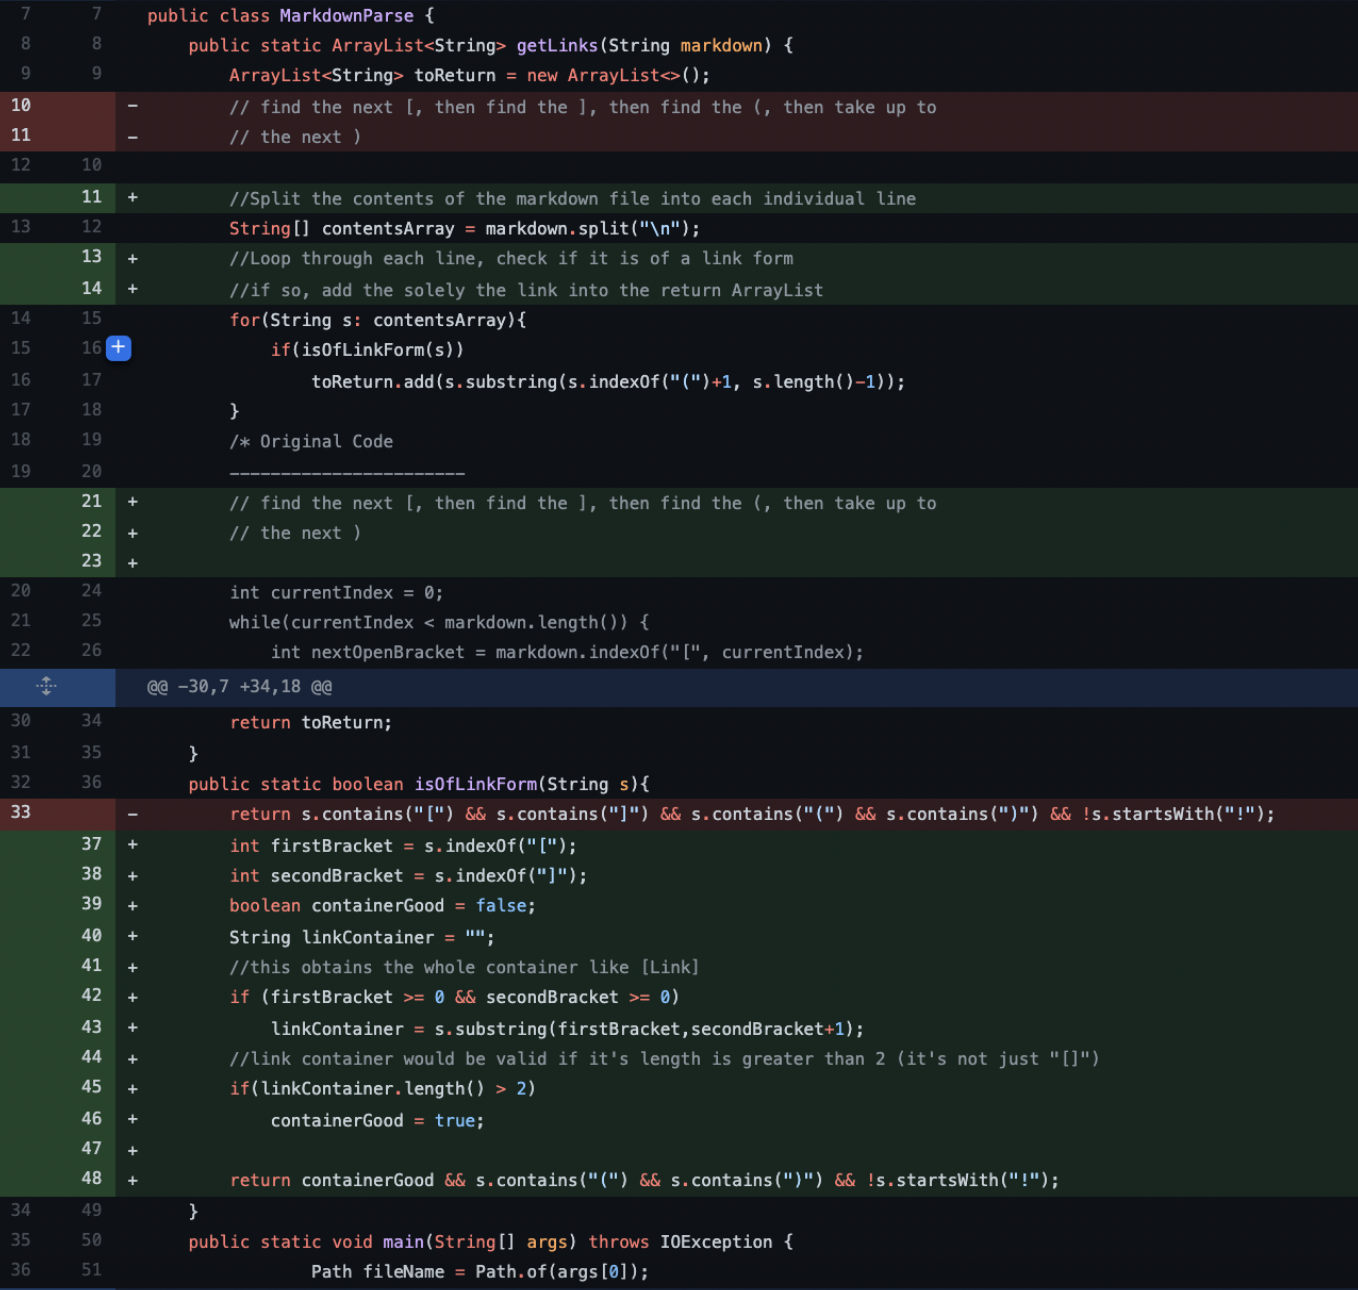 7 7 public class MarkdownParse {
8 8 public static ArrayList<String> getLinks(String markdown) {
9 9 ArrayList<String> toReturn = new ArrayList<>();
10 - // find the next [, then find the ], then find the (, then take up to
11 - // the next )
12 10
11 + //Split the contents of the markdown file into each individual line
13 12 String[] contentsArray = markdown.split("\n");
13 + //Loop through each line, check if it is of a link form
14 + //if so, add the solely the link into the return ArrayList
14 15 for(String s: contentsArray){
15 16 + if(isOfLinkForm(s))
16 17 toReturn.add(s.substring(s.indexOf("(")+1, s.length()-1));
17 18 }
18 19 /* Original Code
19 20 -----------------------
21 + // find the next [, then find the ], then find the (, then take up to
22 + // the next )
23 +
20 24 int currentIndex = 0;
21 25 while(currentIndex < markdown.length()) {
22 26 int nextOpenBracket = markdown.indexOf("[", currentIndex);
@@ -30,7 +34,18 @@
30 34 return toReturn;
31 35 }
32 36 public static boolean isOfLinkForm(String s){
33 - return s.contains("[") && s.contains("]") && s.contains("(") && s.contains(")") && !s.startsWith("!");
37 + int firstBracket = s.indexOf("[");
38 + int secondBracket = s.indexOf("]");
39 + boolean containerGood = false;
40 + String linkContainer = "";
41 + //this obtains the whole container like [Link]
42 + if (firstBracket >= 0 && secondBracket >= 0)
43 + linkContainer = s.substring(firstBracket,secondBracket+1);
44 + //link container would be valid if it's length is greater than 2 (it's not just "[]")
45 + if(linkContainer.length() > 2)
46 + containerGood = true;
47 +
48 + return containerGood && s.contains("(") && s.contains(")") && !s.startsWith("!");
34 49 }
35 50 public static void main(String[] args) throws IOException {
36 51 Path fileName = Path.of(args[0]);